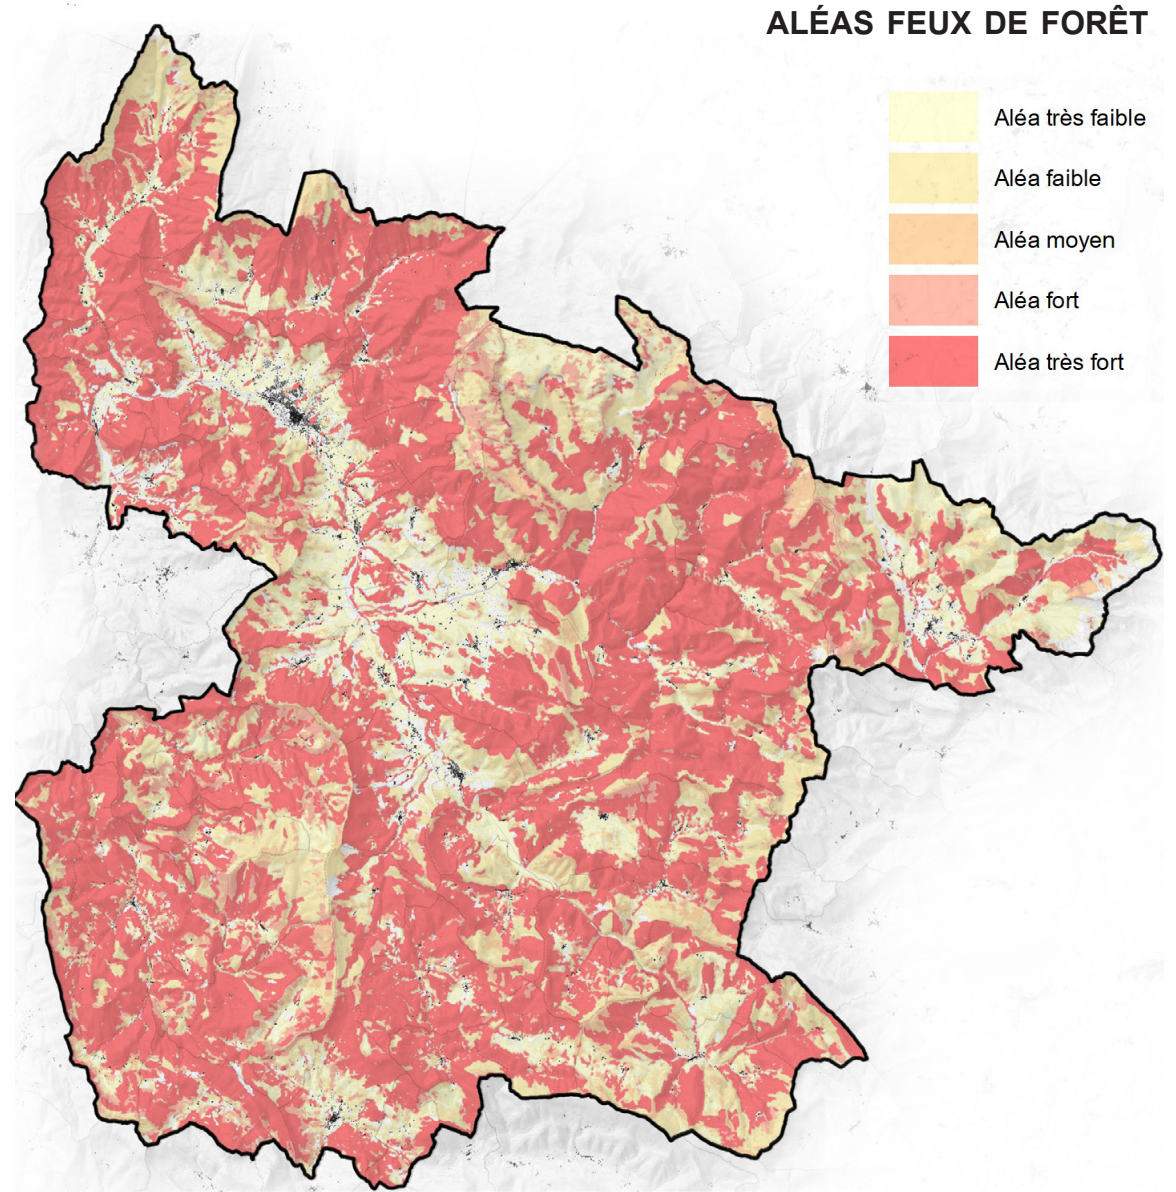 ALÉAS FEUX DE FORÊT
Aléa très faible
Aléa faible
Aléa moyen
Aléa fort
Aléa très fort